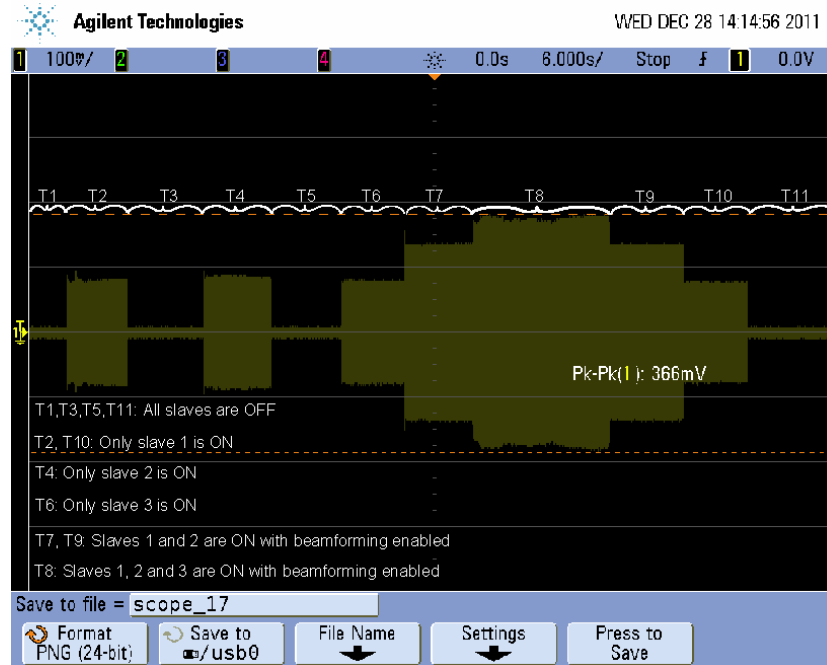 Agilent Technologies
WED DEC 28 14:14:56 2011
1 100mV/ 2 3 4 0.0s 6.000s/ Stop 1 0.0V
T1 T2 T3 T4 T5 T6 T7 T8 T9 T10 T11
Pk-Pk(1): 366mV
T1,T3,T5,T11: All slaves are OFF
T2, T10: Only slave 1 is ON
T4: Only slave 2 is ON
T6: Only slave 3 is ON
T7, T9: Slaves 1 and 2 are ON with beamforming enabled
T8: Slaves 1, 2 and 3 are ON with beamforming enabled
Save to file = scope_17
Format
PNG (24-bit)
Save to
/usb0
File Name
Settings
Press to
Save